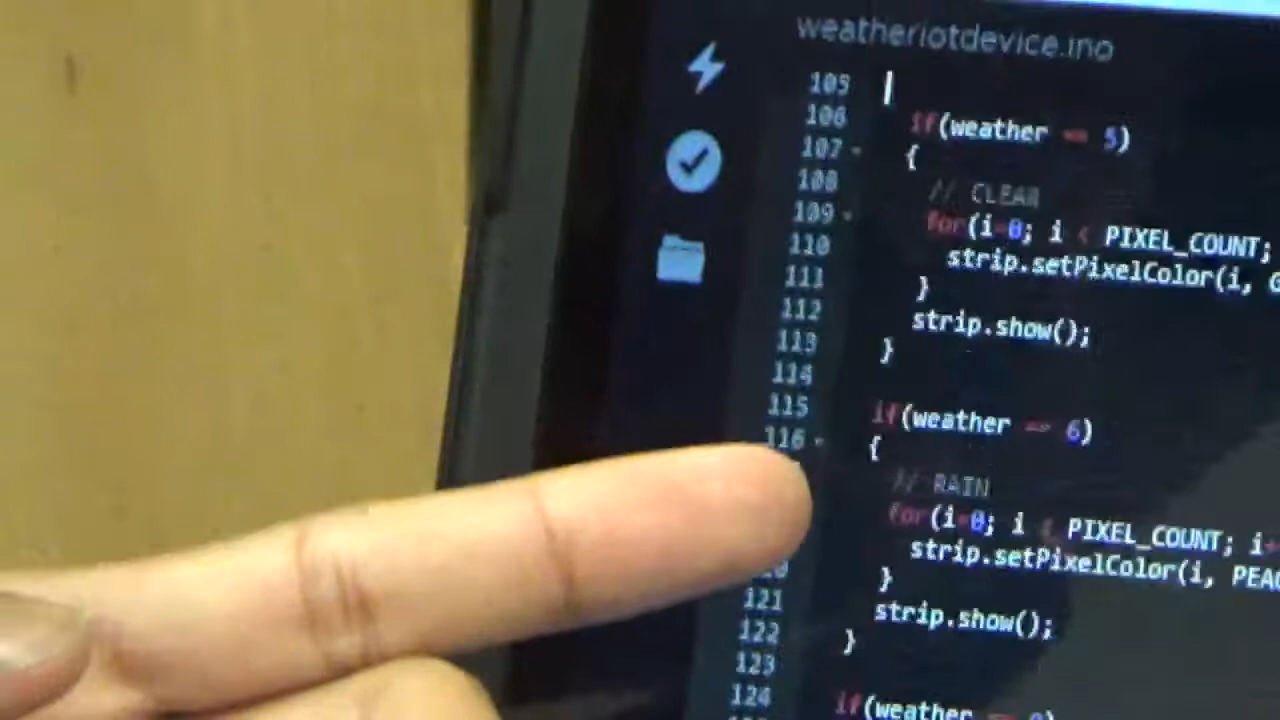 weatheriotdevice.ino
105
106 if(weather == 5)
107 {
108 // CLEAR
109 for(i=0; i < PIXEL_COUNT;
110 strip.setPixelColor(i, G
111 }
112 strip.show();
113 }
114
115 if(weather == 6)
116 {
// RAIN
for(i=0; i < PIXEL_COUNT; i+
strip.setPixelColor(i, PEAC
}
121 strip.show();
122 }
123
124 if(weather ==